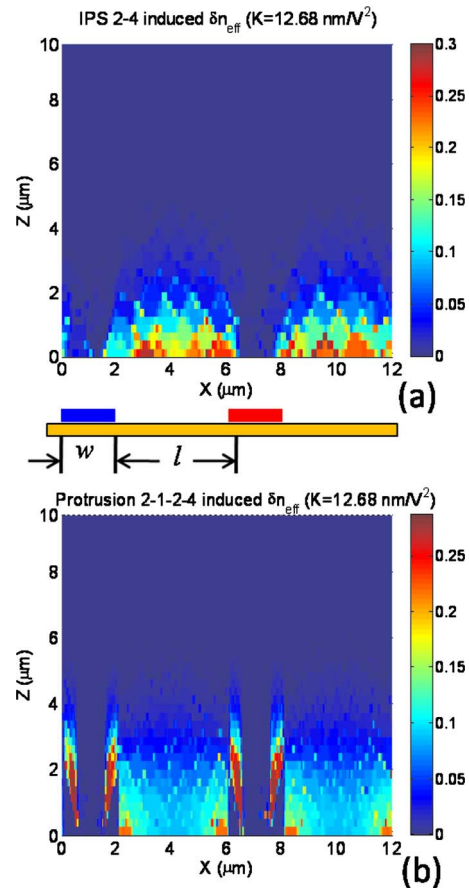 IPS 2-4 induced δn_eff (K=12.68 nm/V²)
10
8
6
4
2
0
Z (μm)
0 2 4 6 8 10 12
X (μm)
0.3
0.25
0.2
0.15
0.1
0.05
0
(a)
w
l
Protrusion 2-1-2-4 induced δn_eff (K=12.68 nm/V²)
10
8
6
4
2
0
Z (μm)
0 2 4 6 8 10 12
X (μm)
0.25
0.2
0.15
0.1
0.05
0
(b)